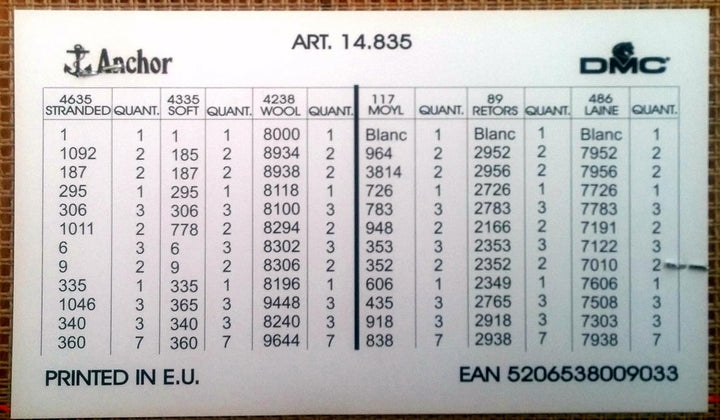 ART. 14.835
Anchor DMC
4635 4335 4238 117 89 486
STRANDED QUANT. SOFT QUANT. WOOL QUANT. MOYL QUANT. RETORS QUANT. LAINE QUANT.
1 1 1 1 8000 1 Blanc 1 Blanc 1 Blanc 1
1092 2 185 2 8934 2 964 2 2952 2 7952 2
187 2 187 2 8938 2 3814 2 2956 2 7956 2
295 1 295 1 8118 1 726 1 2726 1 7726 1
306 3 306 3 8100 3 783 3 2783 3 7783 3
1011 2 778 2 8294 2 948 2 2166 2 7191 2
6 3 6 3 8302 3 353 3 2353 3 7122 3
9 2 9 2 8306 2 352 2 2352 2 7010 2
335 1 335 1 8196 1 606 1 2349 1 7606 1
1046 3 365 3 9448 3 435 3 2765 3 7508 3
340 3 340 3 8240 3 918 3 2918 3 7303 3
360 7 360 7 9644 7 838 7 2938 7 7938 7
PRINTED IN E.U. EAN 5206538009033